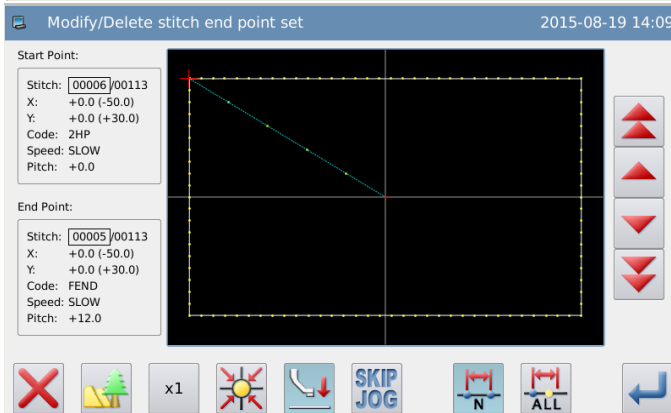 Modify/Delete stitch end point set 2015-08-19 14:09
Start Point:
Stitch: 00006/00113
X: +0.0 (-50.0)
Y: +0.0 (+30.0)
Code: 2HP
Speed: SLOW
Pitch: +0.0
End Point:
Stitch: 00005/00113
X: +0.0 (-50.0)
Y: +0.0 (+30.0)
Code: FEND
Speed: SLOW
Pitch: +12.0
x1
SKIP
JOG
N
ALL